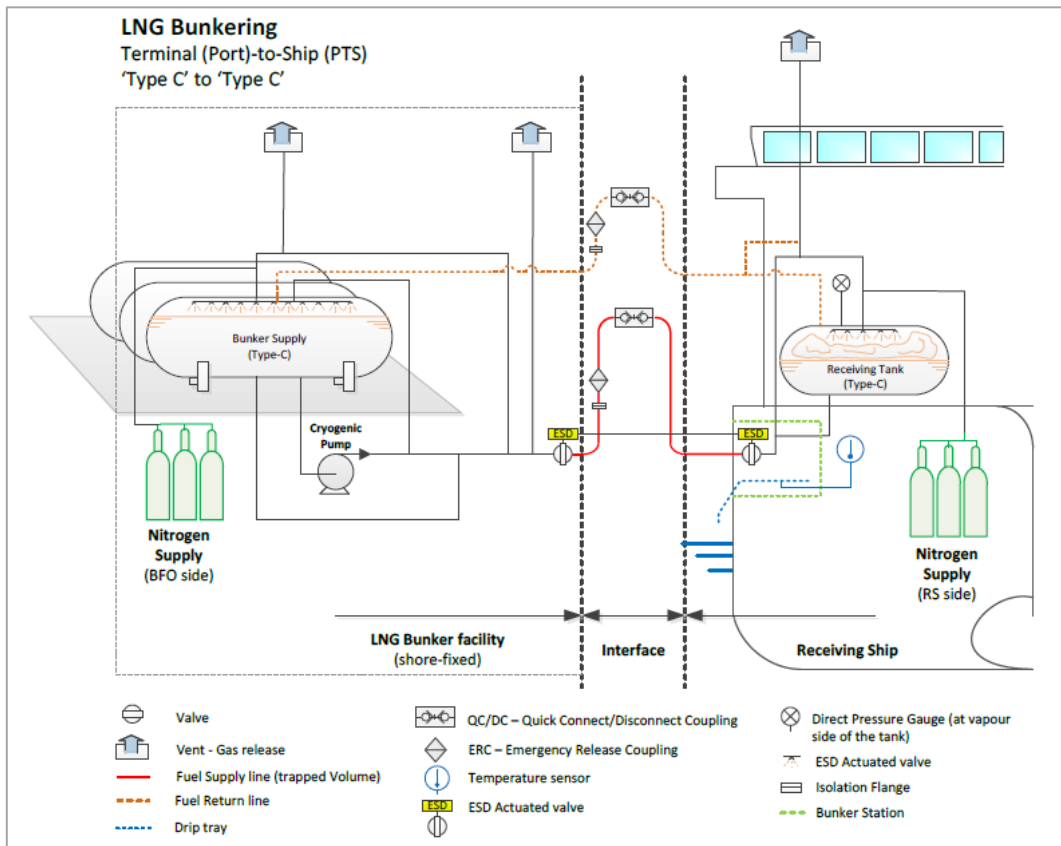 LNG Bunkering
Terminal (Port)-to-Ship (PTS)
‘Type C’ to ‘Type C’
Bunker Supply
(Type-C)
Receiving Tank
(Type-C)
Cryogenic
Pump
ESD
ESD
Nitrogen
Supply
(BFO side)
Nitrogen
Supply
(RS side)
LNG Bunker facility
(shore-fixed)
Interface
Receiving Ship
Valve
Vent - Gas release
Fuel Supply line (trapped Volume)
Fuel Return line
Drip tray
QC/DC – Quick Connect/Disconnect Coupling
ERC – Emergency Release Coupling
Temperature sensor
ESD
ESD Actuated valve
Direct Pressure Gauge (at vapour
side of the tank)
ESD Actuated valve
Isolation Flange
Bunker Station